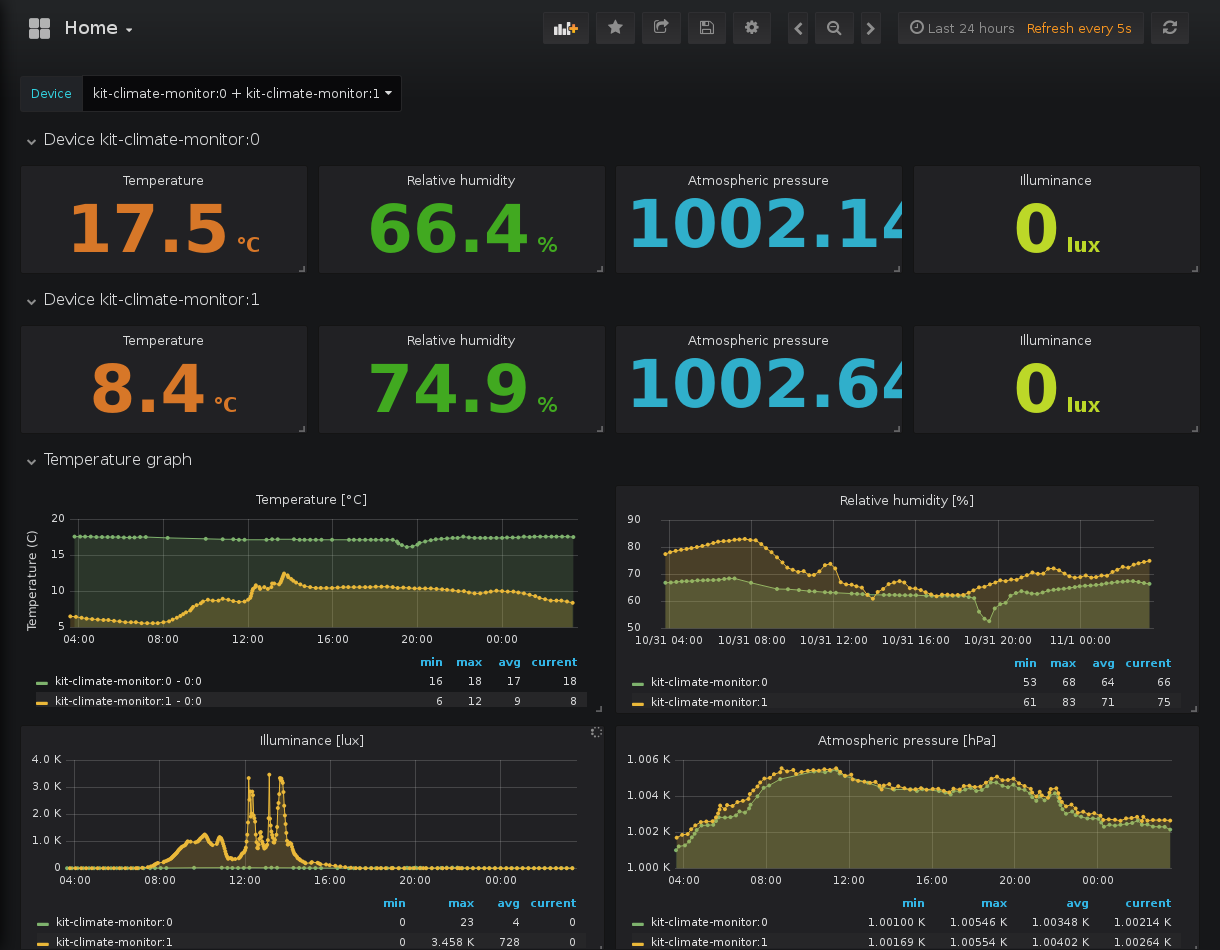 Home
Last 24 hours Refresh every 5s
Device kit-climate-monitor:0 + kit-climate-monitor:1
Device kit-climate-monitor:0
Temperature Relative humidity Atmospheric pressure Illuminance
17.5 °C 66.4 % 1002.14 0 lux
Device kit-climate-monitor:1
Temperature Relative humidity Atmospheric pressure Illuminance
8.4 °C 74.9 % 1002.64 0 lux
Temperature graph
Temperature [°C]
Temperature (C)
20
15
10
5
04:00 08:00 12:00 16:00 20:00 00:00
min max avg current
kit-climate-monitor:0 - 0:0 16 18 17 18
kit-climate-monitor:1 - 0:0 6 12 9 8
Relative humidity [%]
90
80
70
60
50
10/31 04:00 10/31 08:00 10/31 12:00 10/31 16:00 10/31 20:00 11/1 00:00
min max avg current
kit-climate-monitor:0 53 68 64 66
kit-climate-monitor:1 61 83 71 75
Illuminance [lux]
4.0 K
3.0 K
2.0 K
1.0 K
0
04:00 08:00 12:00 16:00 20:00 00:00
min max avg current
kit-climate-monitor:0 0 23 4 0
kit-climate-monitor:1 0 3.458 K 728 0
Atmospheric pressure [hPa]
1.006 K
1.004 K
1.002 K
1.000 K
04:00 08:00 12:00 16:00 20:00 00:00
min max avg current
kit-climate-monitor:0 1.00100 K 1.00546 K 1.00348 K 1.00214 K
kit-climate-monitor:1 1.00169 K 1.00554 K 1.00402 K 1.00264 K